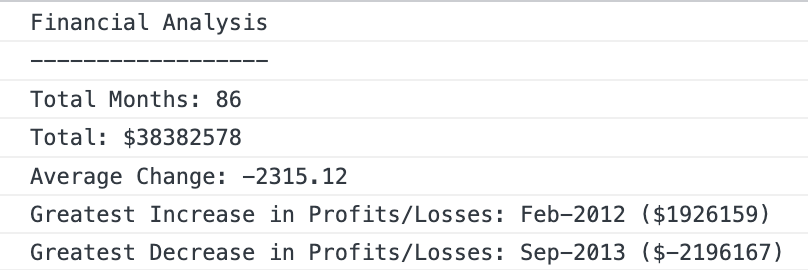 Financial Analysis
------------------
Total Months: 86
Total: $38382578
Average Change: -2315.12
Greatest Increase in Profits/Losses: Feb-2012 ($1926159)
Greatest Decrease in Profits/Losses: Sep-2013 ($-2196167)